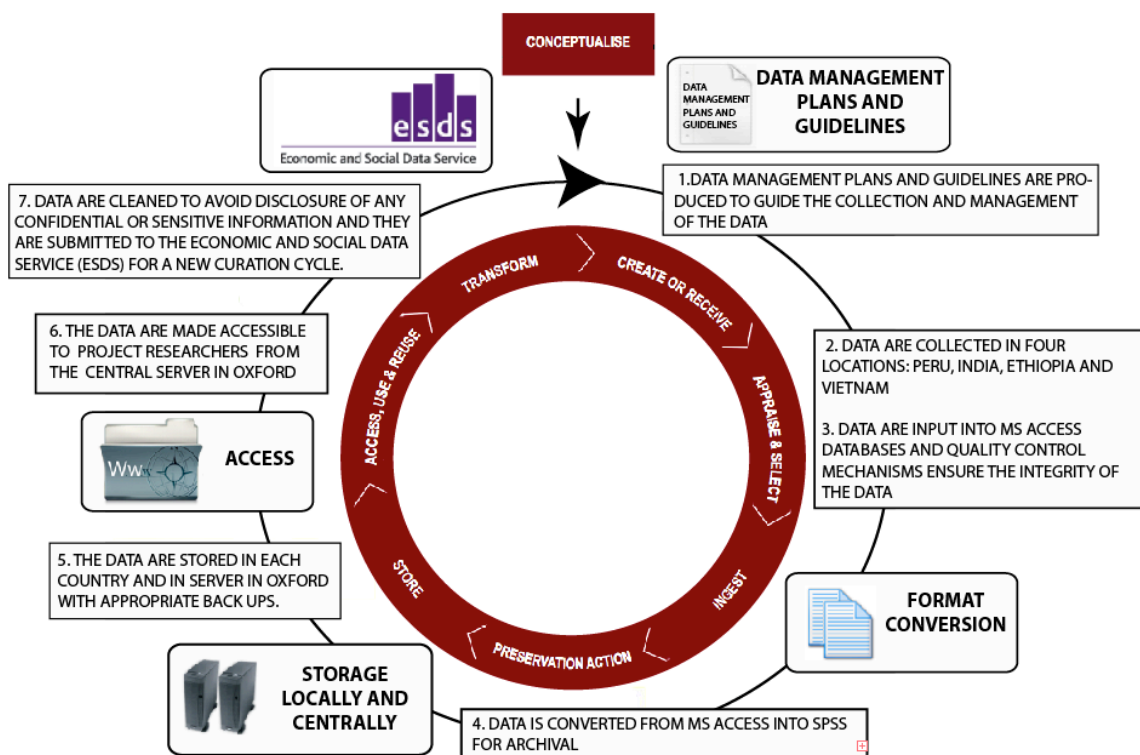 CONCEPTUALISE
esds
Economic and Social Data Service
DATA
MANAGEMENT
PLANS AND
GUIDELINES
DATA MANAGEMENT
PLANS AND
GUIDELINES
1.DATA MANAGEMENT PLANS AND GUIDELINES ARE PRO-
DUCED TO GUIDE THE COLLECTION AND MANAGEMENT
OF THE DATA
7. DATA ARE CLEANED TO AVOID DISCLOSURE OF ANY
CONFIDENTIAL OR SENSITIVE INFORMATION AND THEY
ARE SUBMITTED TO THE ECONOMIC AND SOCIAL DATA
SERVICE (ESDS) FOR A NEW CURATION CYCLE.
TRANSFORM
CREATE OR RECEIVE
6. THE DATA ARE MADE ACCESSIBLE
TO PROJECT RESEARCHERS FROM
THE CENTRAL SERVER IN OXFORD
ACCESS, USE & REUSE
APPRAISE & SELECT
2. DATA ARE COLLECTED IN FOUR
LOCATIONS: PERU, INDIA, ETHIOPIA AND
VIETNAM
3. DATA ARE INPUT INTO MS ACCESS
DATABASES AND QUALITY CONTROL
MECHANISMS ENSURE THE INTEGRITY OF
THE DATA
Www
ACCESS
5. THE DATA ARE STORED IN EACH
COUNTRY AND IN SERVER IN OXFORD
WITH APPROPRIATE BACK UPS.
STORE
INGEST
FORMAT
CONVERSION
PRESERVATION ACTION
STORAGE
LOCALLY AND
CENTRALLY
4. DATA IS CONVERTED FROM MS ACCESS INTO SPSS
FOR ARCHIVAL